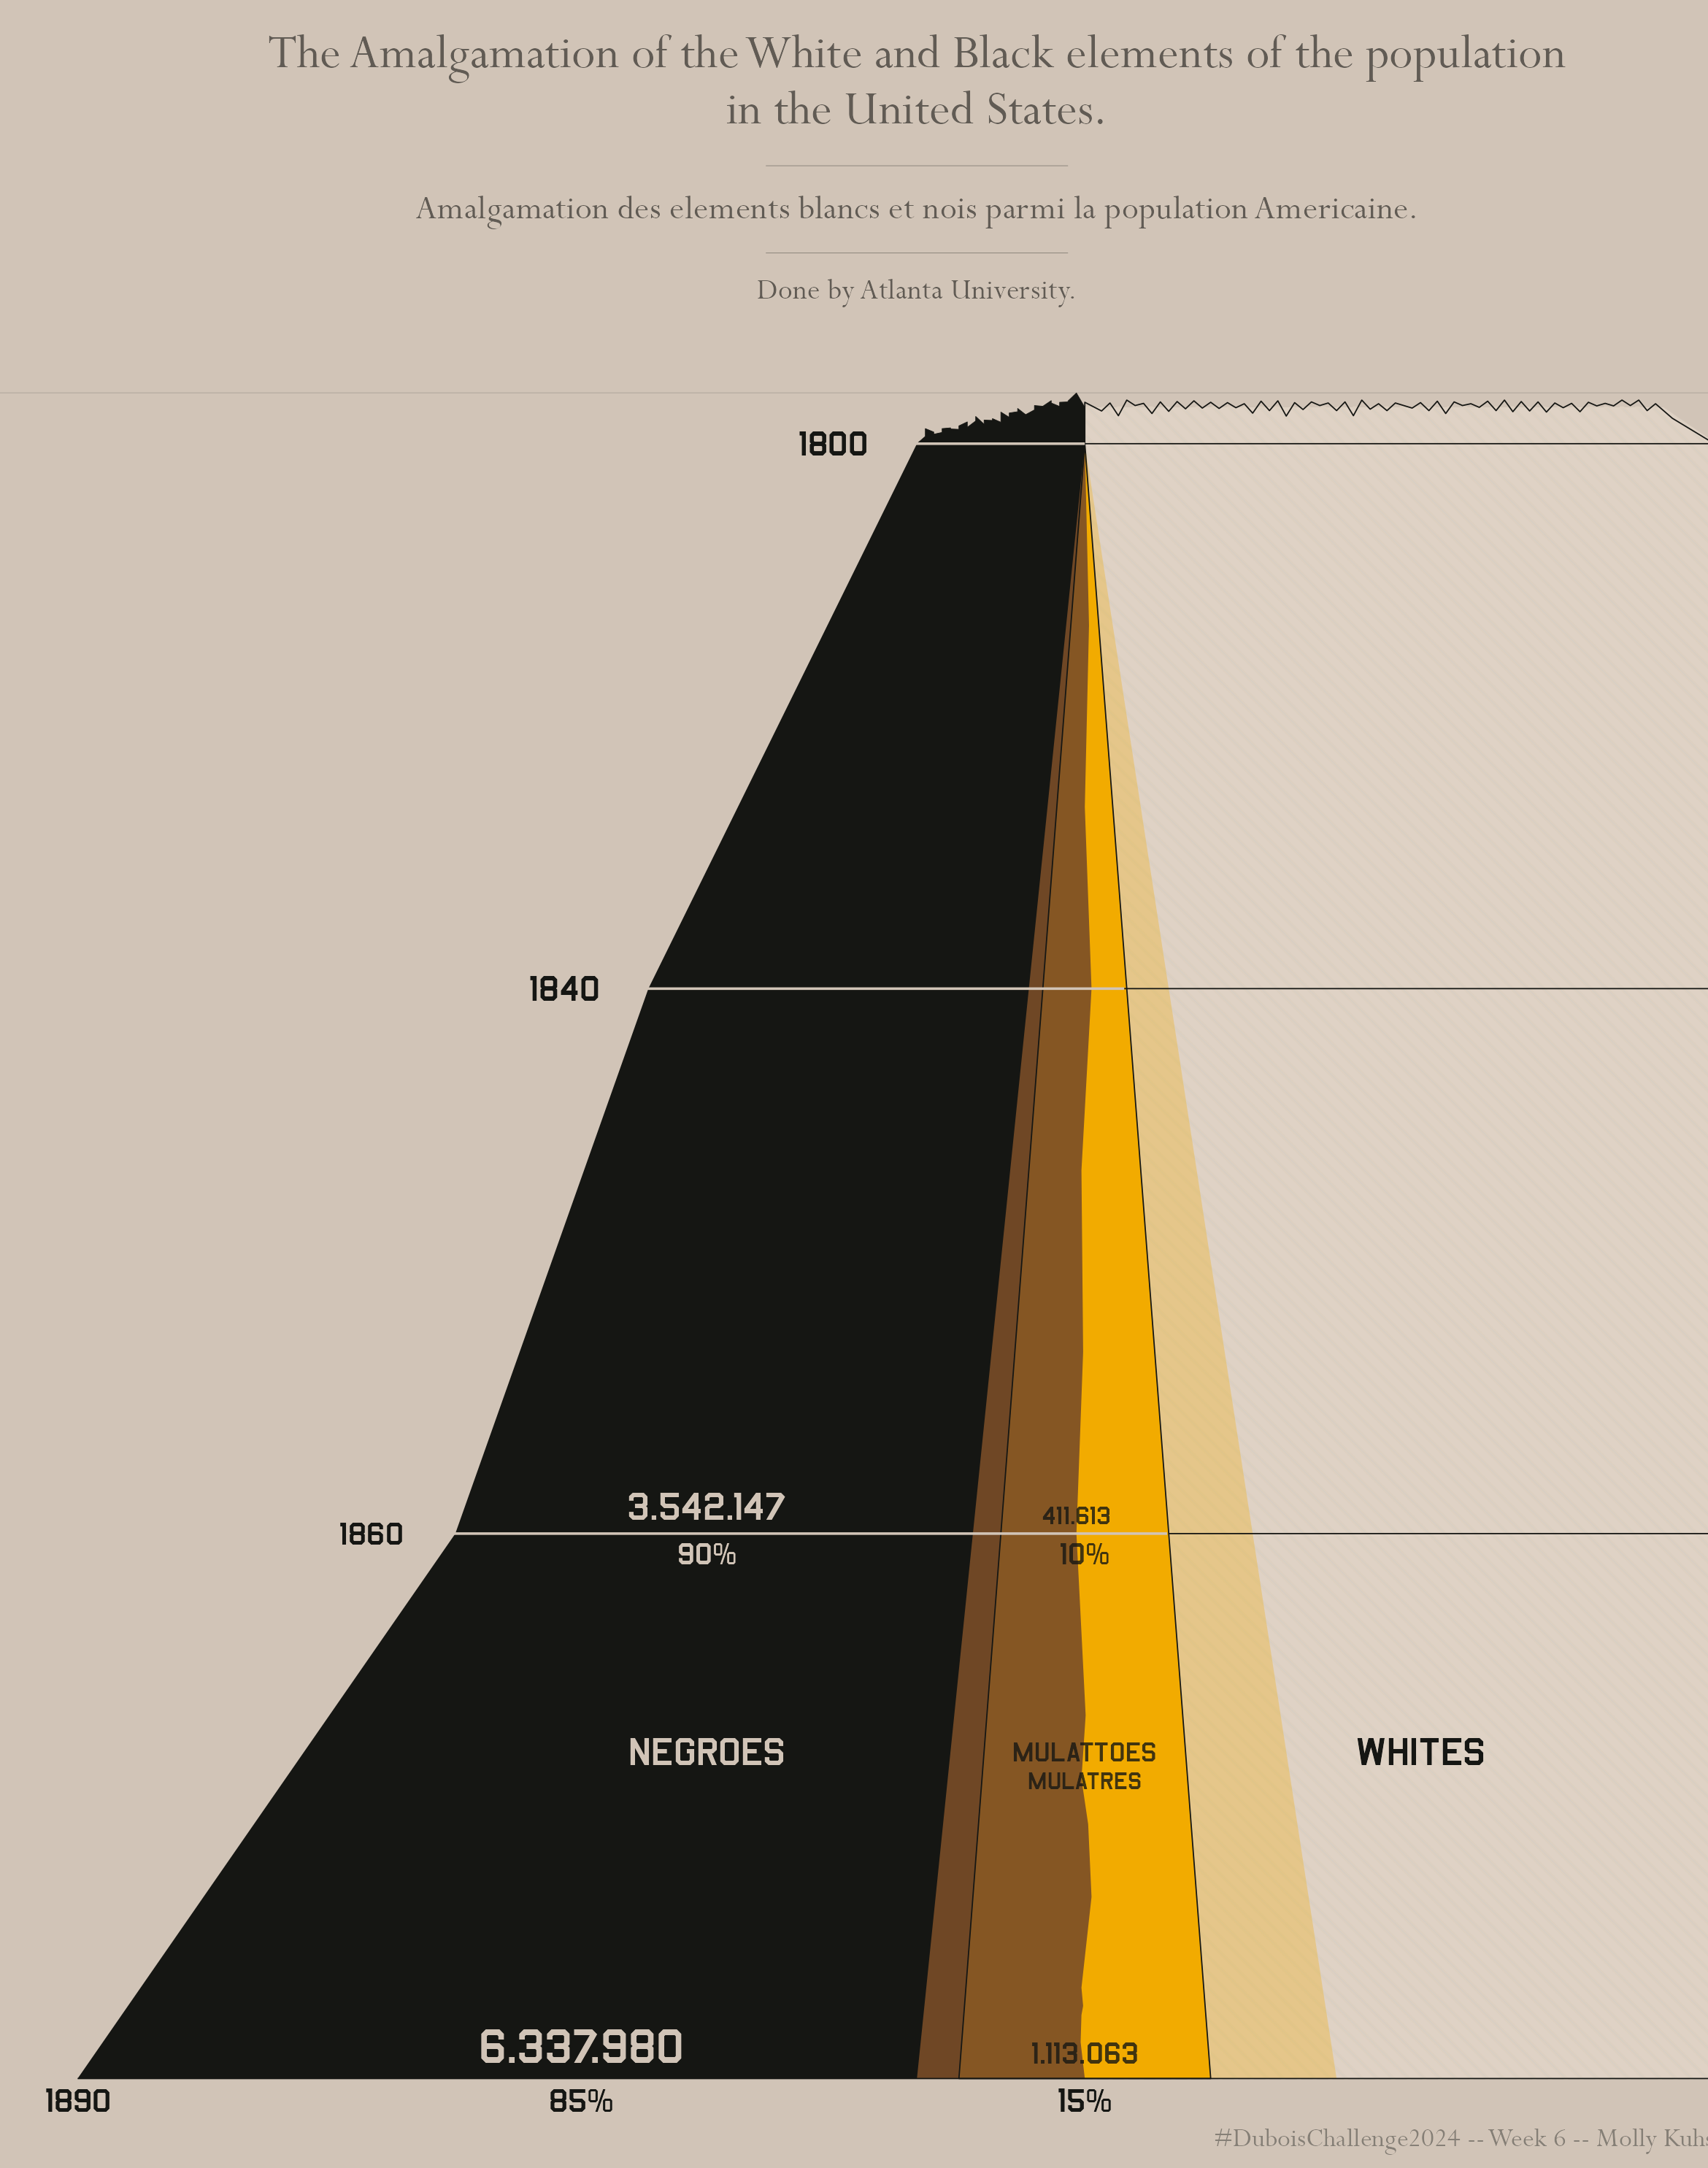 The Amalgamation of the White and Black elements of the population
in the United States.
Amalgamation des elements blancs et nois parmi la population Americaine.
Done by Atlanta University.
1800
1840
3.542.147
411.613
1860
90%
10%
NEGROES
MULATTOES
MULATRES
WHITES
6.337.980
1.113.063
1890
85%
15%
#DuboisChallenge2024 -- Week 6 -- Molly